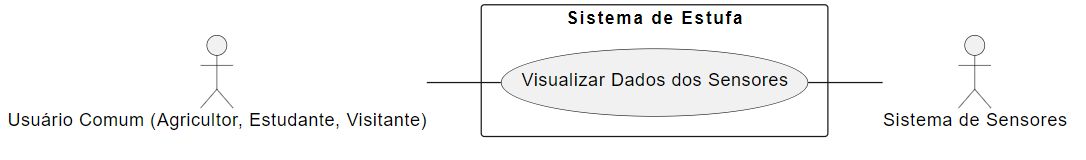 Sistema de Estufa
Visualizar Dados dos Sensores
Usuário Comum (Agricultor, Estudante, Visitante)
Sistema de Sensores